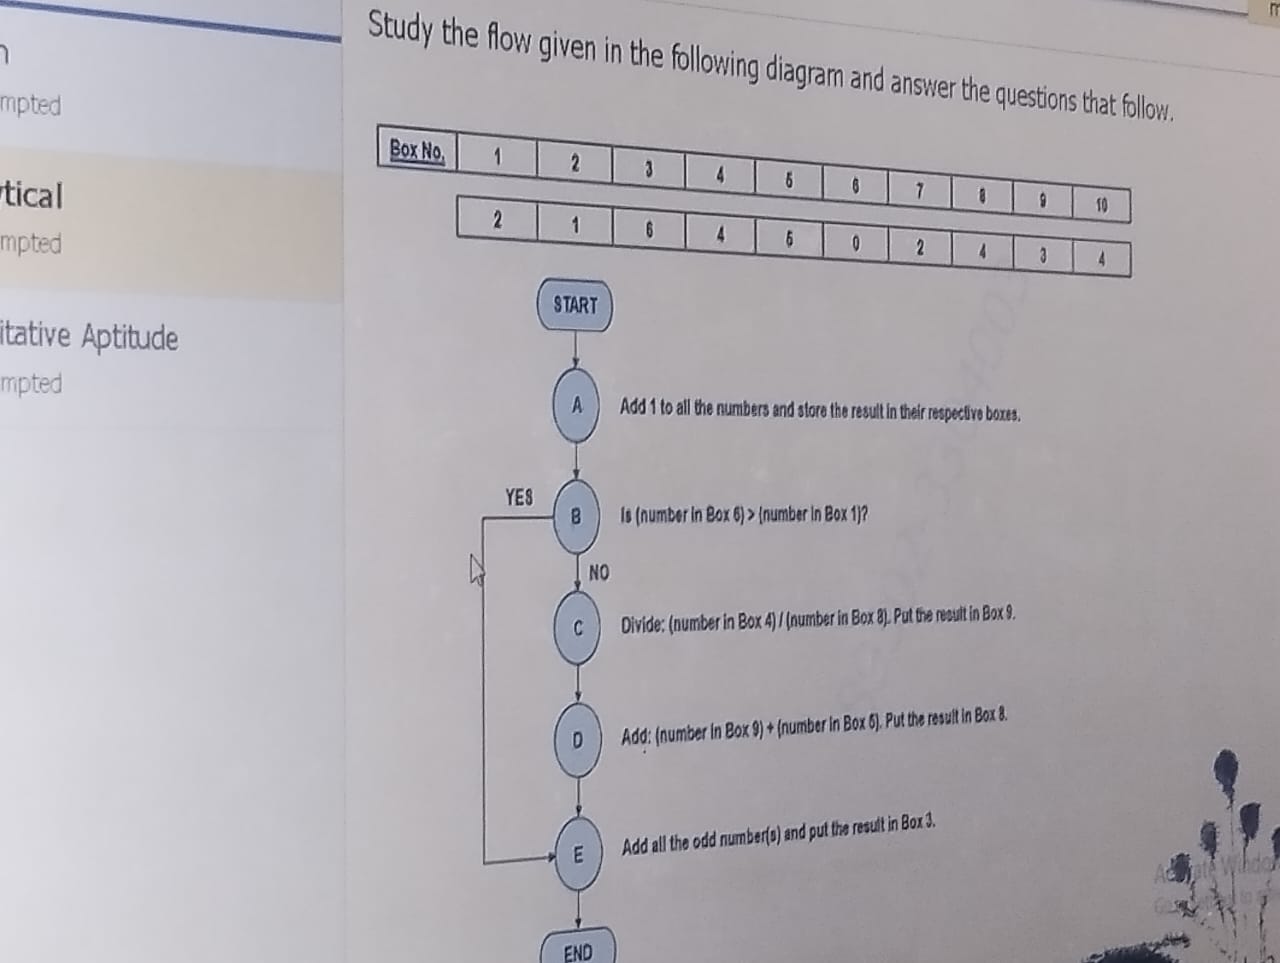 Study the flow given in the following diagram and answer the questions that follow.
mpted
Box No. 1 2 3 4 5 6 7 8 9 10
2 1 6 4 5 0 2 4 3 4
tical
mpted
START
itative Aptitude
mpted
A Add 1 to all the numbers and store the result in their respective boxes.
YES
B Is (number in Box 6) > (number in Box 1)?
NO
C Divide: (number in Box 4) / (number in Box 8). Put the result in Box 9.
D Add: (number in Box 9) + (number in Box 5). Put the result in Box 8.
E Add all the odd number(s) and put the result in Box 3.
END